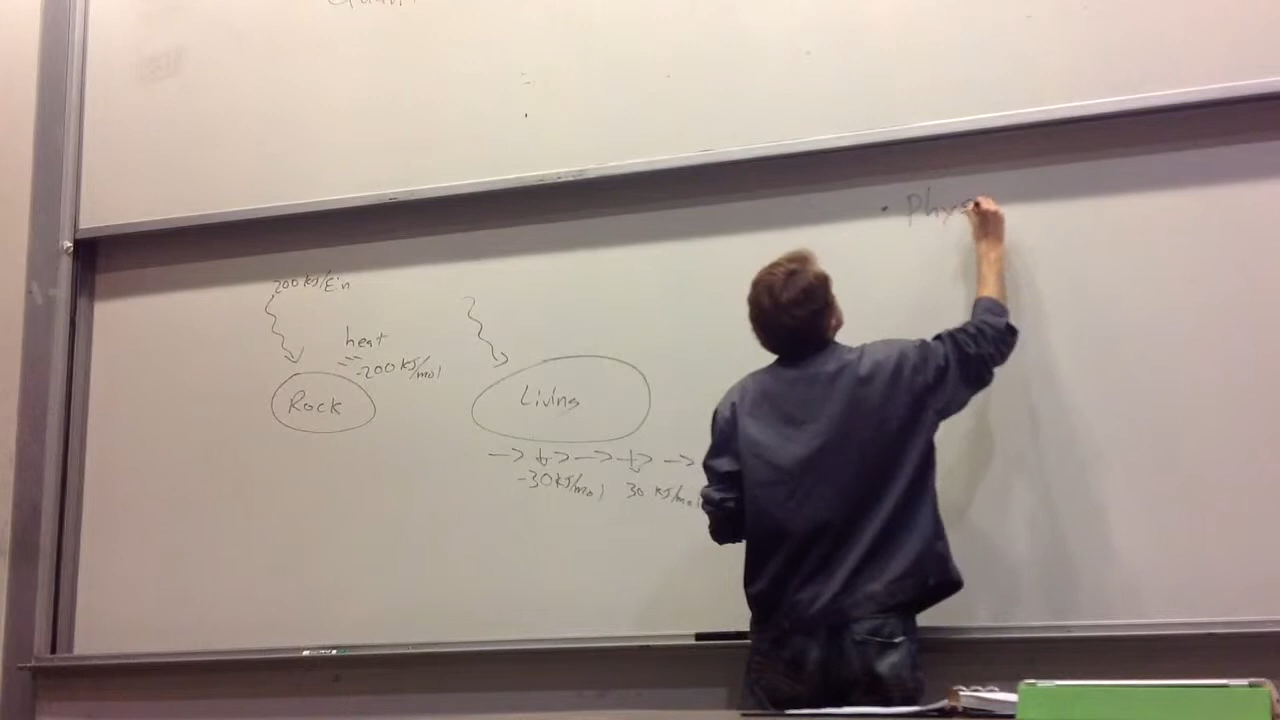 200 KJ/Ein
heat
-200 KJ/mol
Rock
Living
-30 KJ/mol 30 KJ/mol
• Phys